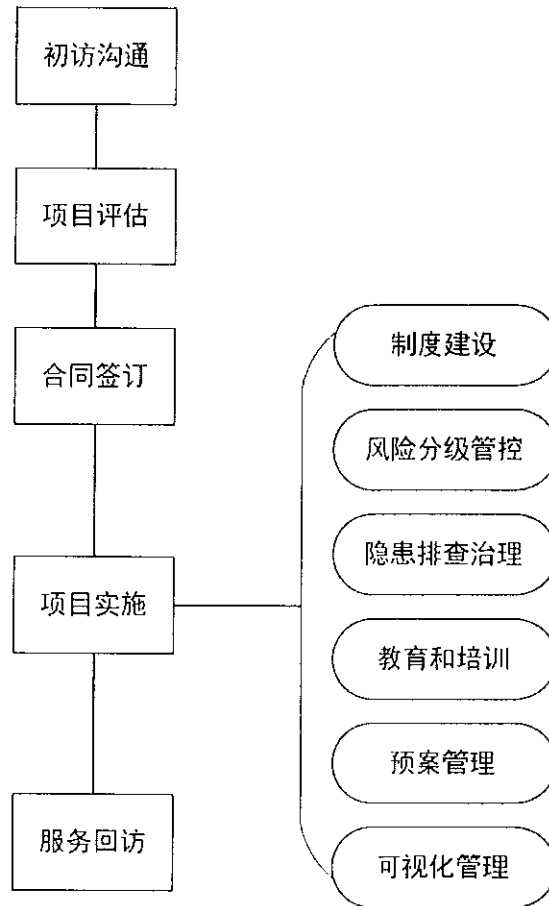 初访沟通
项目评估
合同签订
项目实施
服务回访
制度建设
风险分级管控
隐患排查治理
教育和培训
预案管理
可视化管理